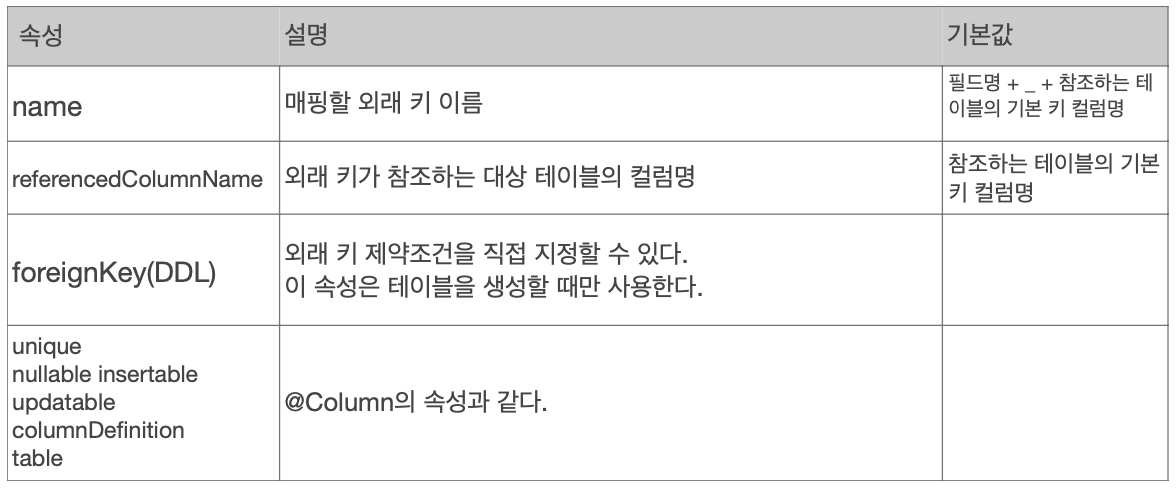 속성 설명 기본값
name 매핑할 외래 키 이름 필드명 + _ + 참조하는 테
이블의 기본 키 컬럼명
referencedColumnName 외래 키가 참조하는 대상 테이블의 컬럼명 참조하는 테이블의 기본
키 컬럼명
foreignKey(DDL) 외래 키 제약조건을 직접 지정할 수 있다.
이 속성은 테이블을 생성할 때만 사용한다.
unique
nullable insertable
updatable
columnDefinition
table
@Column의 속성과 같다.